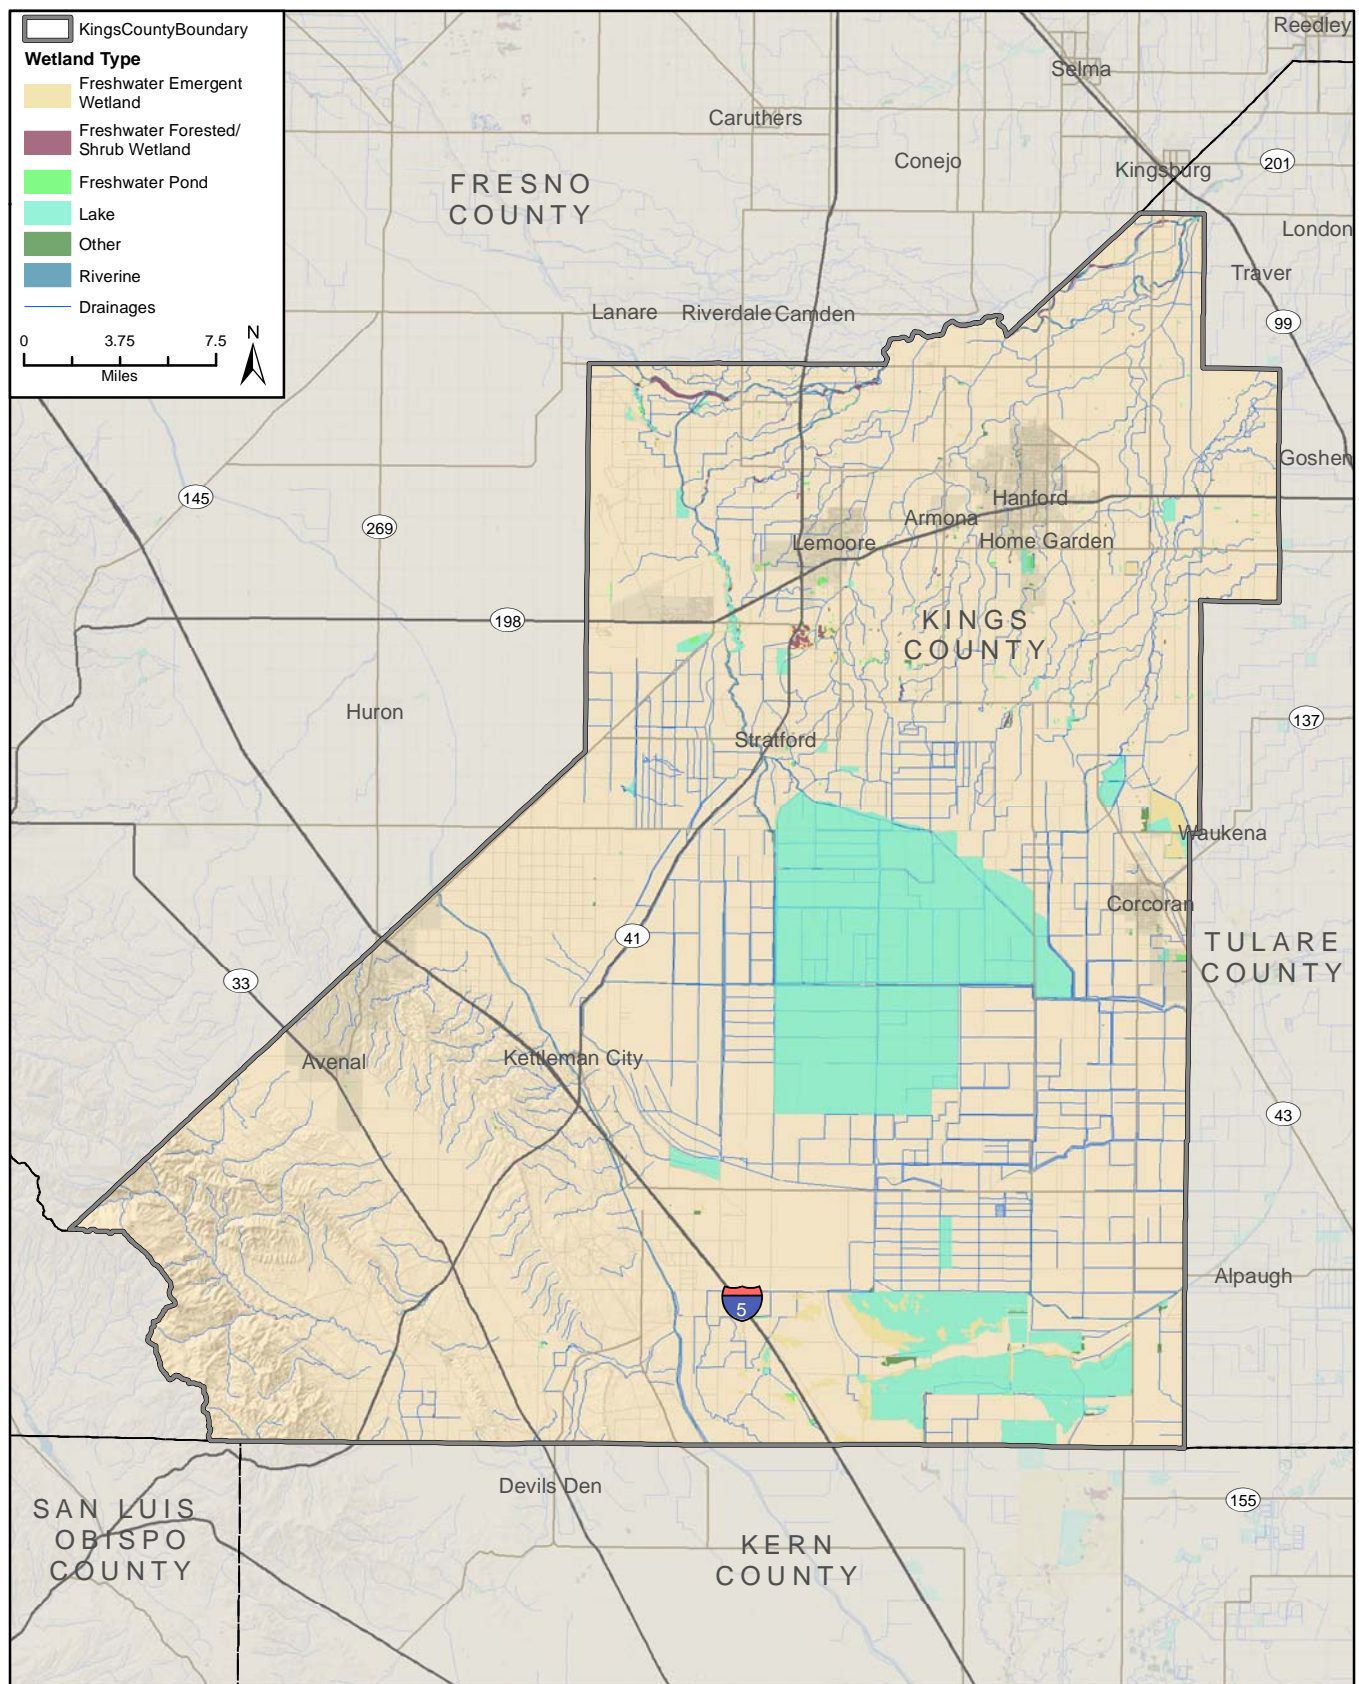 KingsCountyBoundary
Wetland Type
Freshwater Emergent
Wetland
Freshwater Forested/
Shrub Wetland
Freshwater Pond
Lake
Other
Riverine
Drainages
0 3.75 7.5
Miles
N
Reedley
Selma
Caruthers
Conejo
201
Kingsburg
FRESNO
COUNTY
London
Traver
Lanare
Riverdale
Camden
99
Goshen
145
Hanford
269
Armona
Lemoore
Home Garden
198
KINGS
COUNTY
Huron
137
Stratford
Waukena
Corcoran
41
TULARE
COUNTY
33
Avenal
Kettleman City
43
Alpaugh
5
Devils Den
155
SAN LUIS
OBISPO
COUNTY
KERN
COUNTY